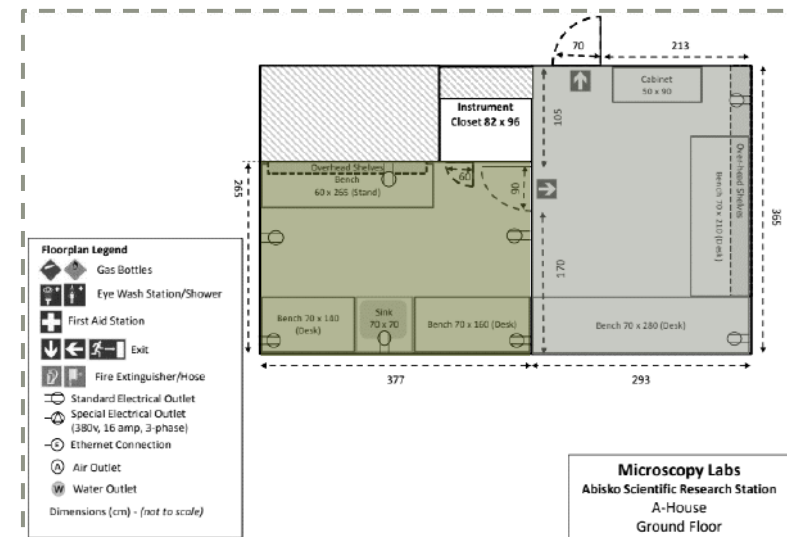 70
213
Cabinet
50 x 90
Instrument
Closet 82 x 96
105
Overhead Shelves
Bench
60 x 265 (Stand)
60
90
265
Over-head Shelves
Bench 70 x 210 (Desk)
365
170
Bench 70 x 180
(Desk)
Sink
70 x 70
Bench 70 x 160 (Desk)
Bench 70 x 280 (Desk)
377
293
Floorplan Legend
Gas Bottles
Eye Wash Station/Shower
First Aid Station
Exit
Fire Extinguisher/Hose
Standard Electrical Outlet
Special Electrical Outlet
(380v, 16 amp, 3-phase)
Ethernet Connection
A Air Outlet
W Water Outlet
Dimensions (cm) - (not to scale)
Microscopy Labs
Abisko Scientific Research Station
A-House
Ground Floor